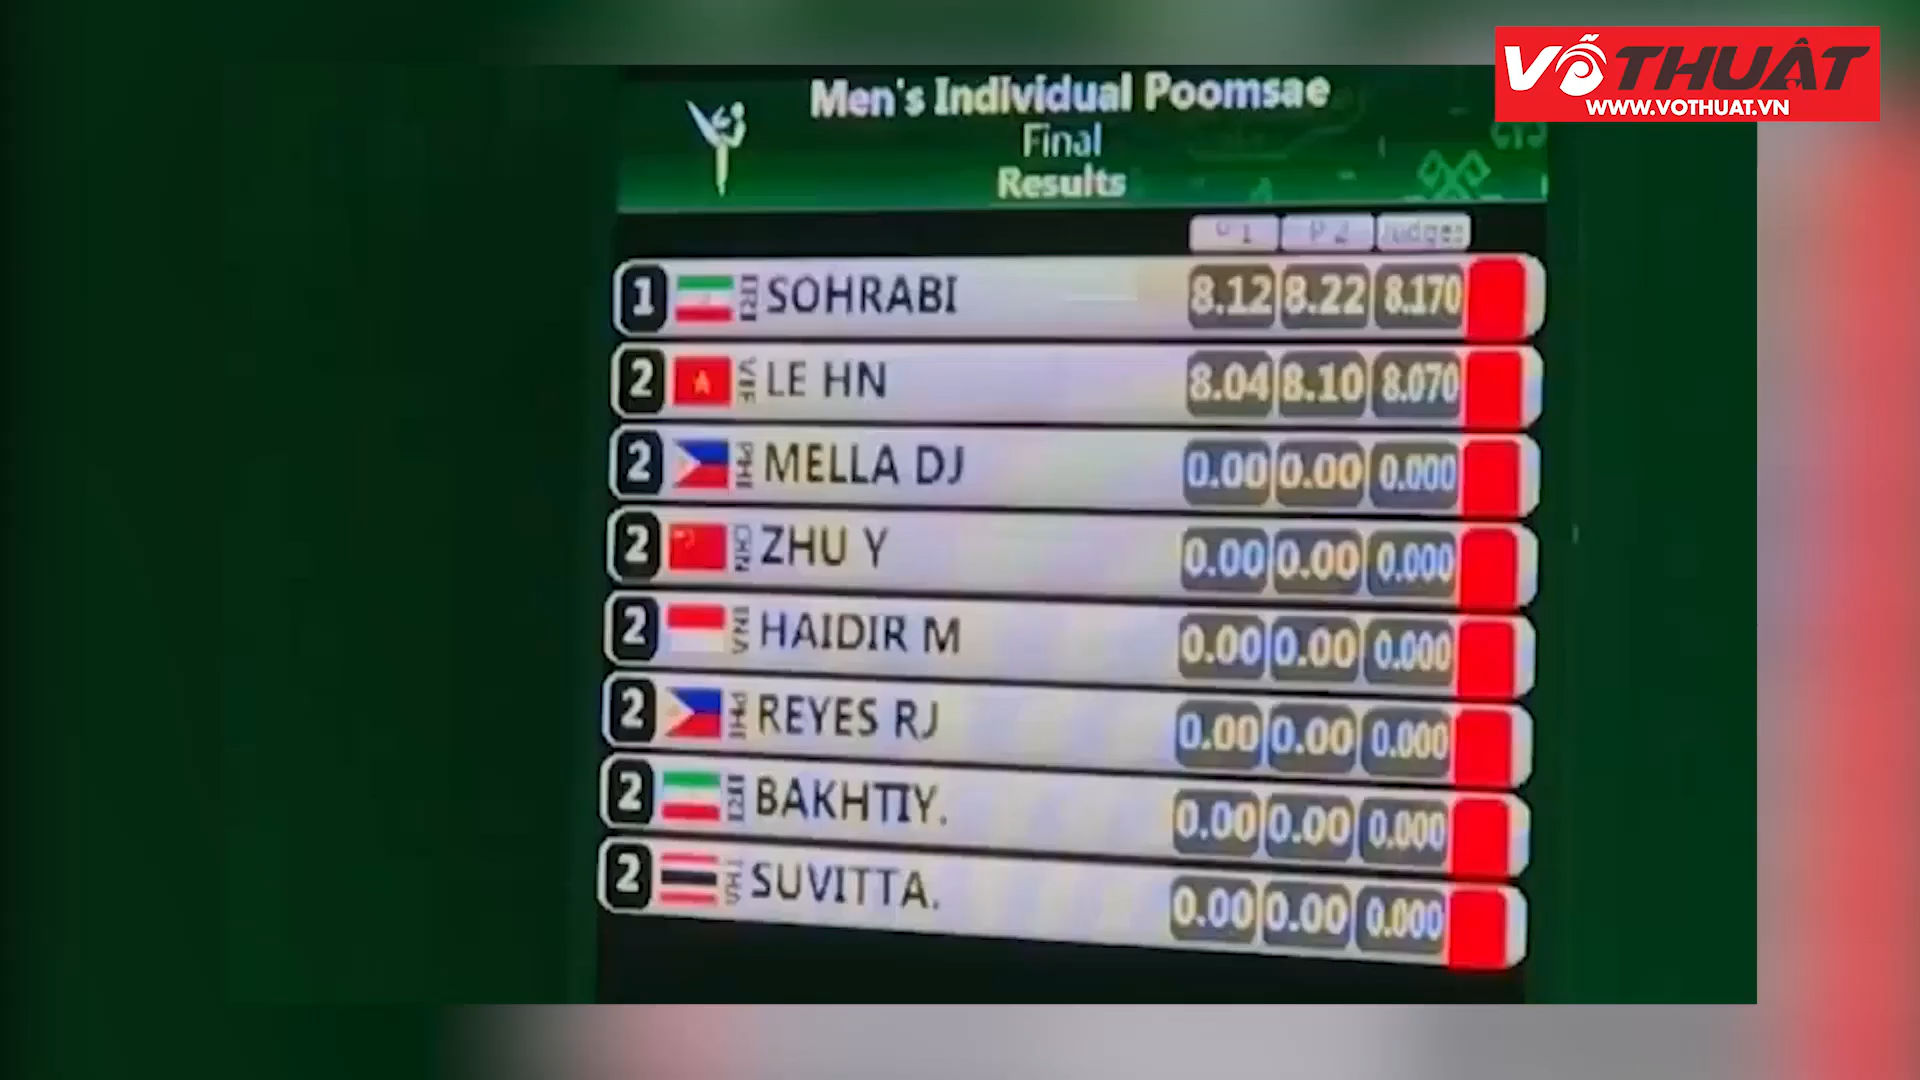 VÕ THUẬT
WWW.VOTHUAT.VN
Men's Individual Poomsae
Final
Results
P 1 P 2 Judges
1 IRI SOHRABI 8.12 8.22 8.170
2 VIE LE HN 8.04 8.10 8.070
2 PHI MELLA DJ 0.00 0.00 0.000
2 CHN ZHU Y 0.00 0.00 0.000
2 INA HAIDIR M 0.00 0.00 0.000
2 PHI REYES RJ 0.00 0.00 0.000
2 IRI BAKHTIY. 0.00 0.00 0.000
2 THA SUVITTA. 0.00 0.00 0.000